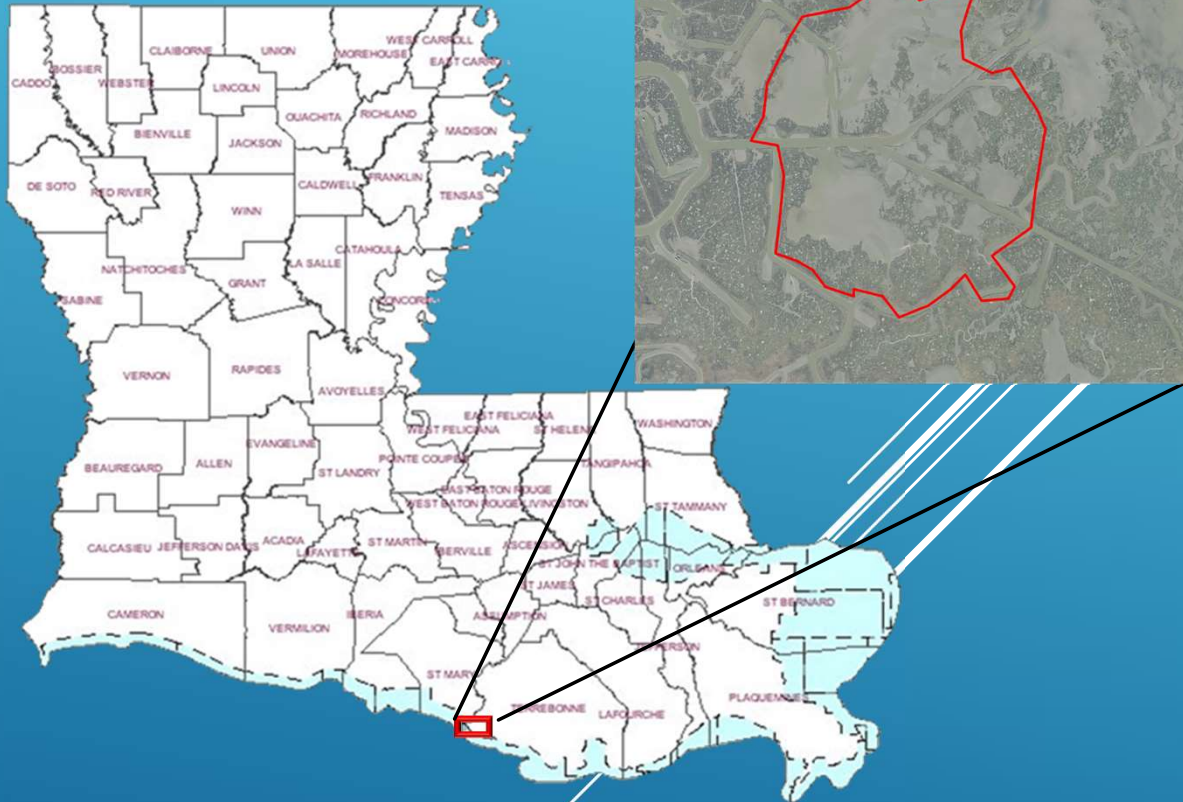 CLAIBORNE
UNION
WEST CARROLL
MOREHOUSE
EAST CARROLL
BOSSIER
CADDO
WEBSTER
LINCOLN
OUACHITA
RICHLAND
BIENVILLE
JACKSON
MADISON
DE SOTO
RED RIVER
CALDWELL
FRANKLIN
TENSAS
WINN
CATAHOULA
NATCHITOCHES
LA SALLE
GRANT
SABINE
CONCORDIA
VERNON
RAPIDES
AVOYELLES
EAST FELICIANA
WEST FELICIANA
ST HELENA
WASHINGTON
EVANGELINE
BEAUREGARD
ALLEN
ST LANDRY
POINTE COUPEE
TANGIPAHOA
EAST BATON ROUGE
WEST BATON ROUGE
LIVINGSTON
ST TAMMANY
CALCASIEU
JEFFERSON DAVIS
ACADIA
LAFAYETTE
ST MARTIN
IBERVILLE
ASCENSION
ST JOHN THE BAPTIST
ORLEANS
ST JAMES
ST CHARLES
ST BERNARD
CAMERON
VERMILION
IBERIA
ASSUMPTION
JEFFERSON
ST MARY
TERREBONNE
LAFOURCHE
PLAQUEMINES